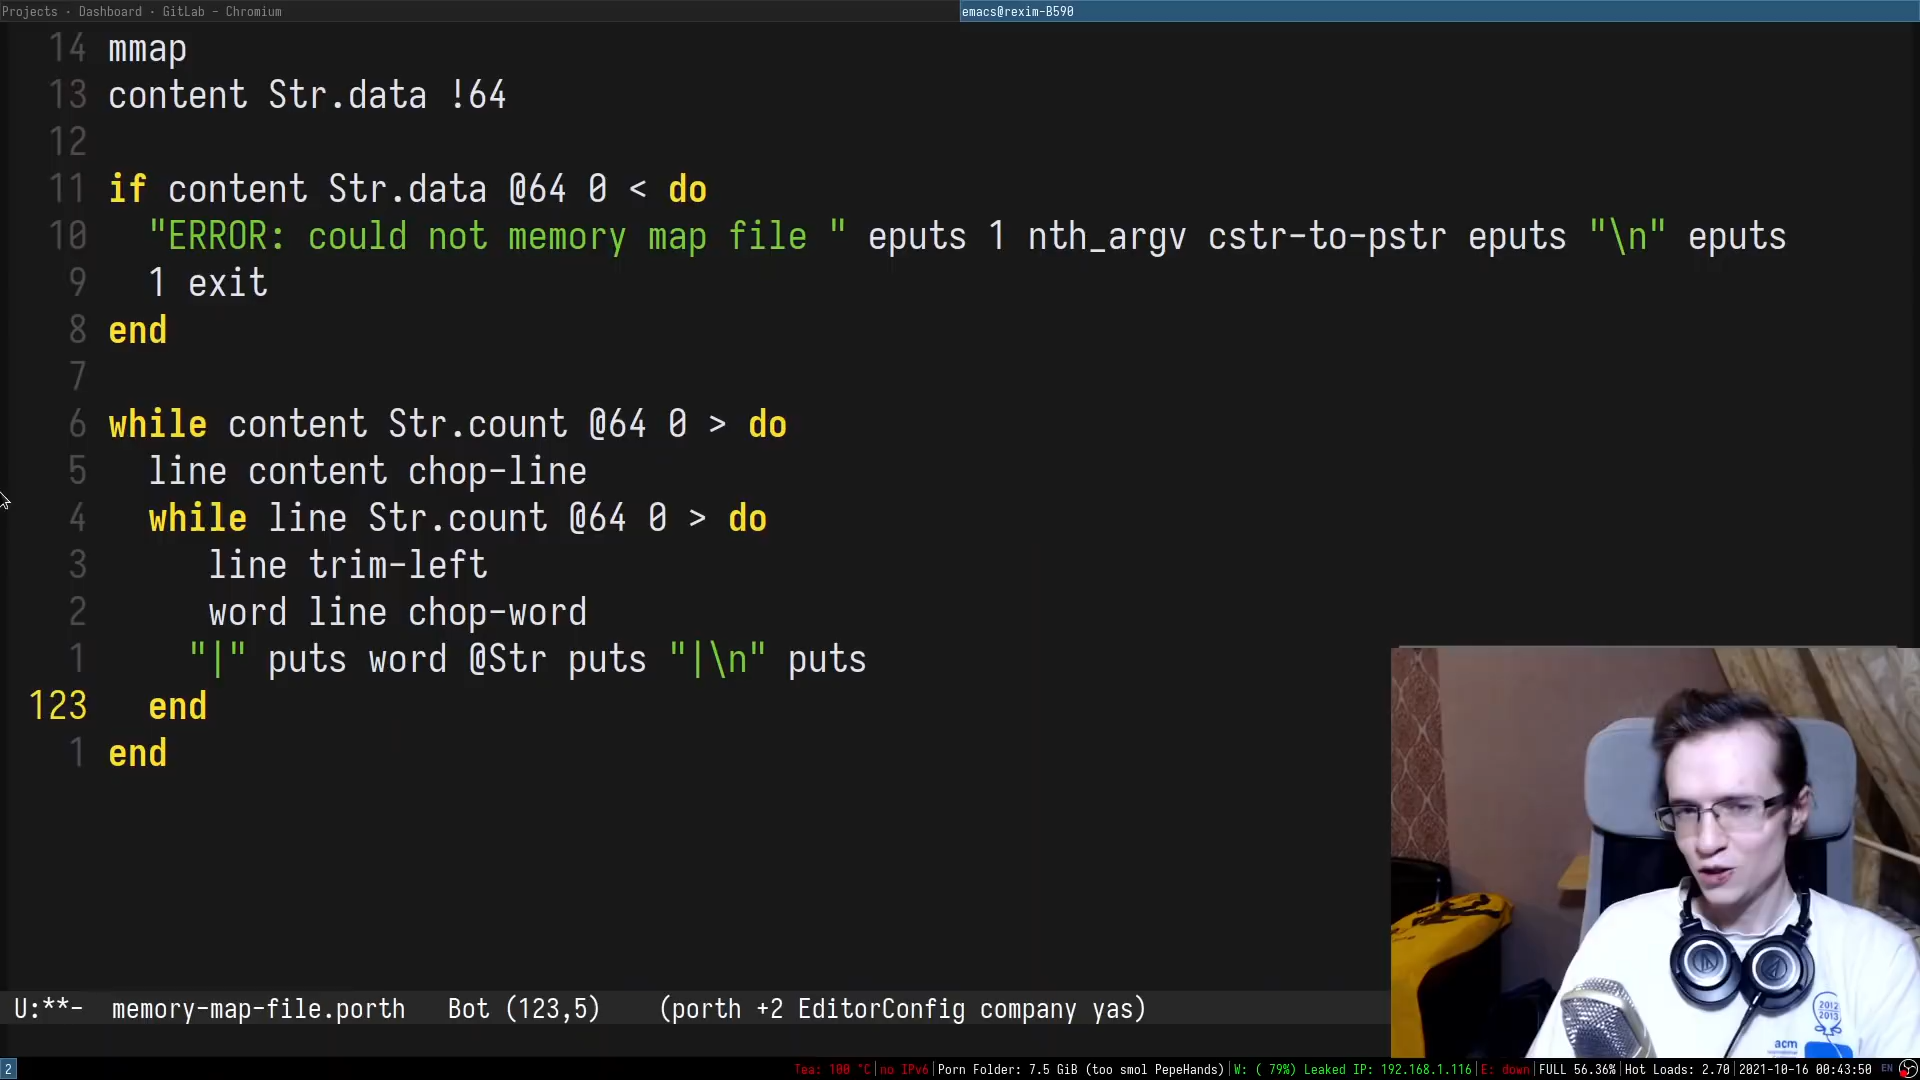 Projects · Dashboard · GitLab - Chromium
emacs@rexim-B590
14 mmap
13 content Str.data !64
12
11 if content Str.data @64 0 < do
10 "ERROR: could not memory map file " eputs 1 nth_argv cstr-to-pstr eputs "\n" eputs
9 1 exit
8 end
7
6 while content Str.count @64 0 > do
5 line content chop-line
4 while line Str.count @64 0 > do
3 line trim-left
2 word line chop-word
1 "|" puts word @Str puts "|\n" puts
123 end
1 end
2012
2013
acm
U:**- memory-map-file.porth Bot (123,5) (porth +2 EditorConfig company yas)
2 Tea: 100 °C|no IPv6|Porn Folder: 7.5 GiB (too smol PepeHands)|W: ( 79%) Leaked IP: 192.168.1.116|E: down|FULL 56.36%|Hot Loads: 2.70|2021-10-16 00:43:50 EN